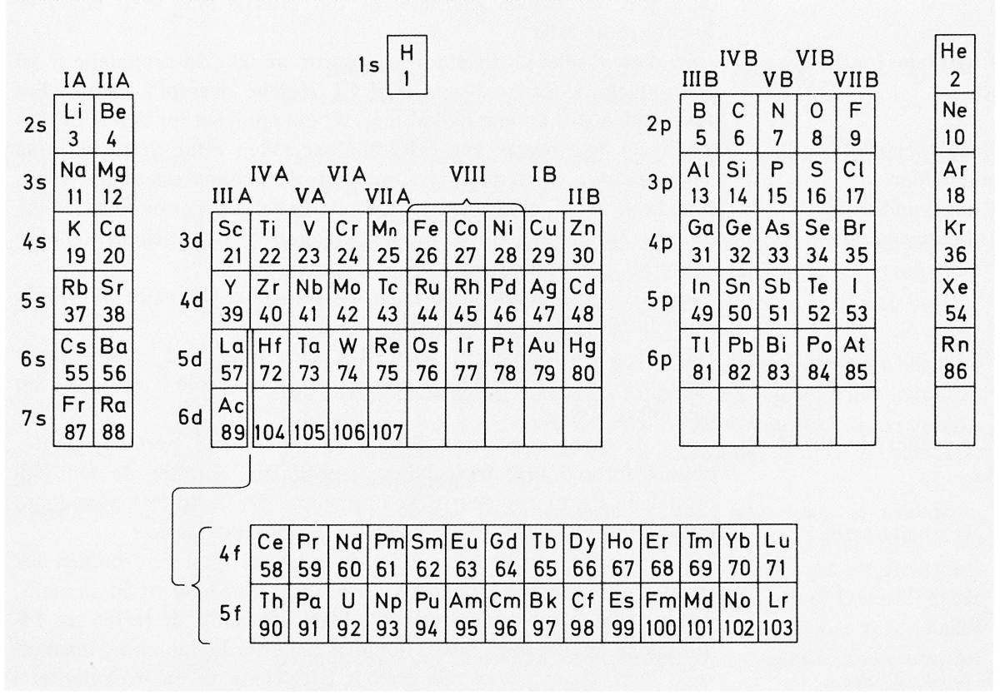 1s H He
1 2
IVB VIB
IA IIA IIIB VB VIIB
2s Li Be 2p B C N O F Ne
3 4 5 6 7 8 9 10
3s Na Mg IVA VIA VIII IB 3p Al Si P S Cl Ar
11 12 IIIA VA VIIA IIB 13 14 15 16 17 18
4s K Ca 3d Sc Ti V Cr Mn Fe Co Ni Cu Zn 4p Ga Ge As Se Br Kr
19 20 21 22 23 24 25 26 27 28 29 30 31 32 33 34 35 36
5s Rb Sr 4d Y Zr Nb Mo Tc Ru Rh Pd Ag Cd 5p In Sn Sb Te I Xe
37 38 39 40 41 42 43 44 45 46 47 48 49 50 51 52 53 54
6s Cs Ba 5d La Hf Ta W Re Os Ir Pt Au Hg 6p Tl Pb Bi Po At Rn
55 56 57 72 73 74 75 76 77 78 79 80 81 82 83 84 85 86
7s Fr Ra 6d Ac
87 88 89 104 105 106 107
4f Ce Pr Nd Pm Sm Eu Gd Tb Dy Ho Er Tm Yb Lu
58 59 60 61 62 63 64 65 66 67 68 69 70 71
5f Th Pa U Np Pu Am Cm Bk Cf Es Fm Md No Lr
90 91 92 93 94 95 96 97 98 99 100 101 102 103